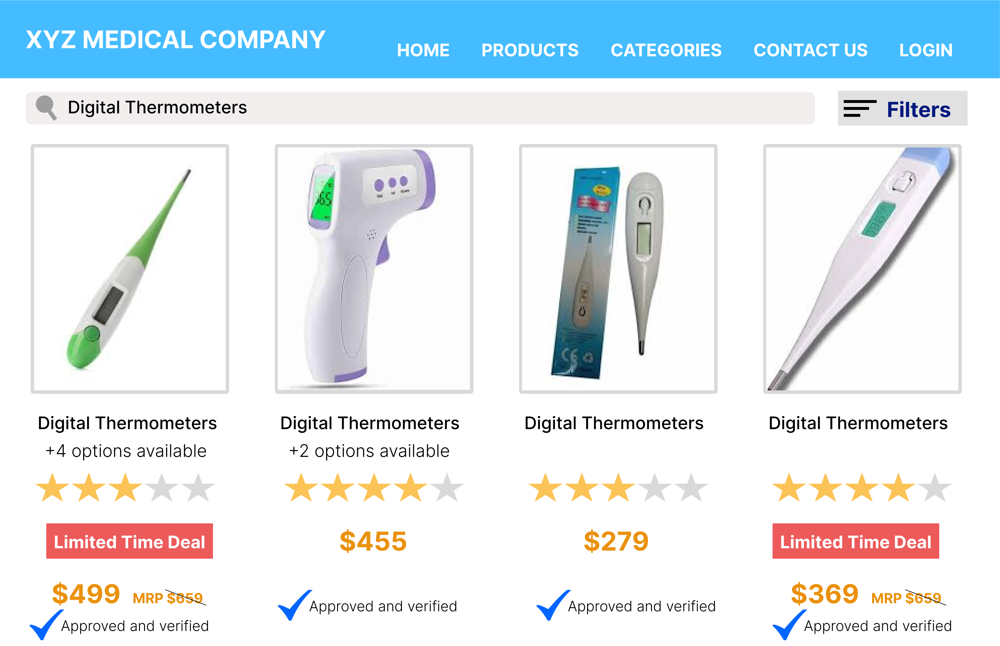 XYZ MEDICAL COMPANY
HOME PRODUCTS CATEGORIES CONTACT US LOGIN
Digital Thermometers
Filters
Digital Thermometers
+4 options available
Limited Time Deal
$499 MRP $659
Approved and verified
Digital Thermometers
+2 options available
$455
Approved and verified
Digital Thermometers
$279
Approved and verified
Digital Thermometers
Limited Time Deal
$369 MRP $659
Approved and verified